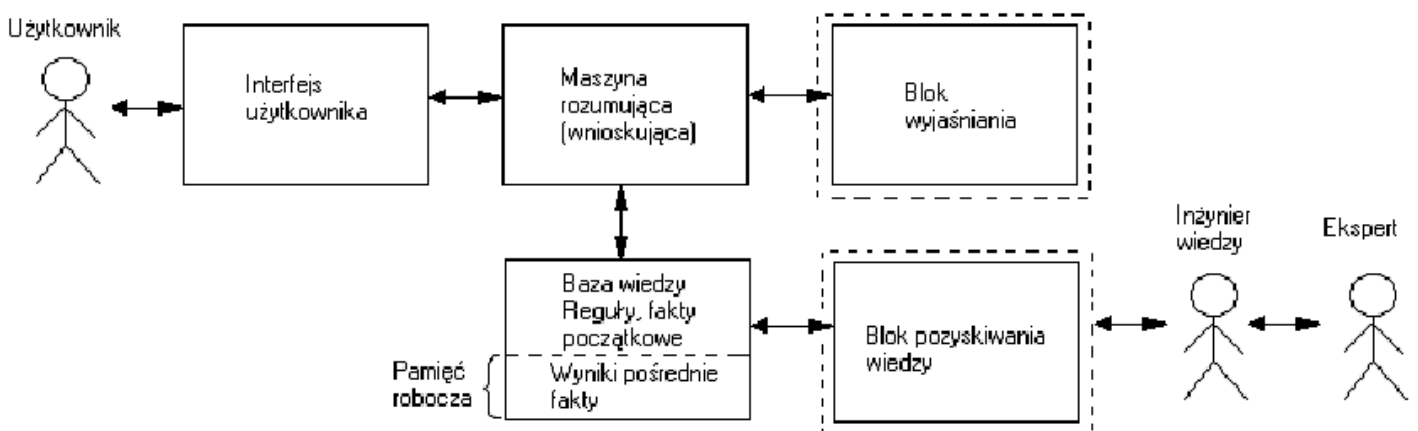 Użytkownik
Interfejs
użytkownika
Maszyna
rozumująca
(wnioskująca)
Blok
wyjaśniania
Inżynier
wiedzy
Ekspert
Baza wiedzy
Reguły, fakty
początkowe
Pamięć
robocza
Wyniki pośrednie
fakty
Blok pozyskiwania
wiedzy